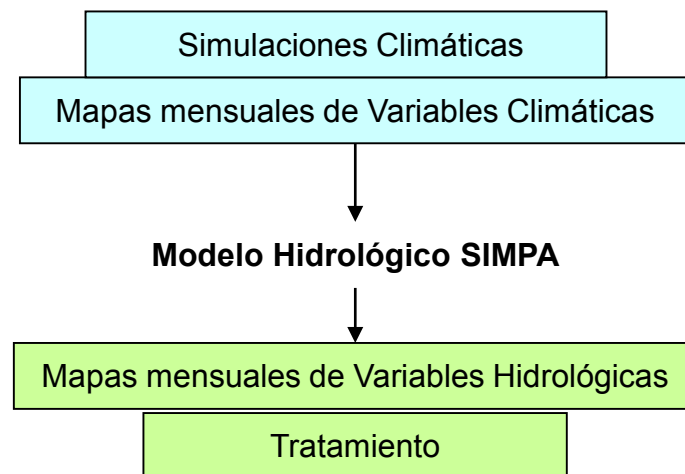 Simulaciones Climáticas
Mapas mensuales de Variables Climáticas
Modelo Hidrológico SIMPA
Mapas mensuales de Variables Hidrológicas
Tratamiento